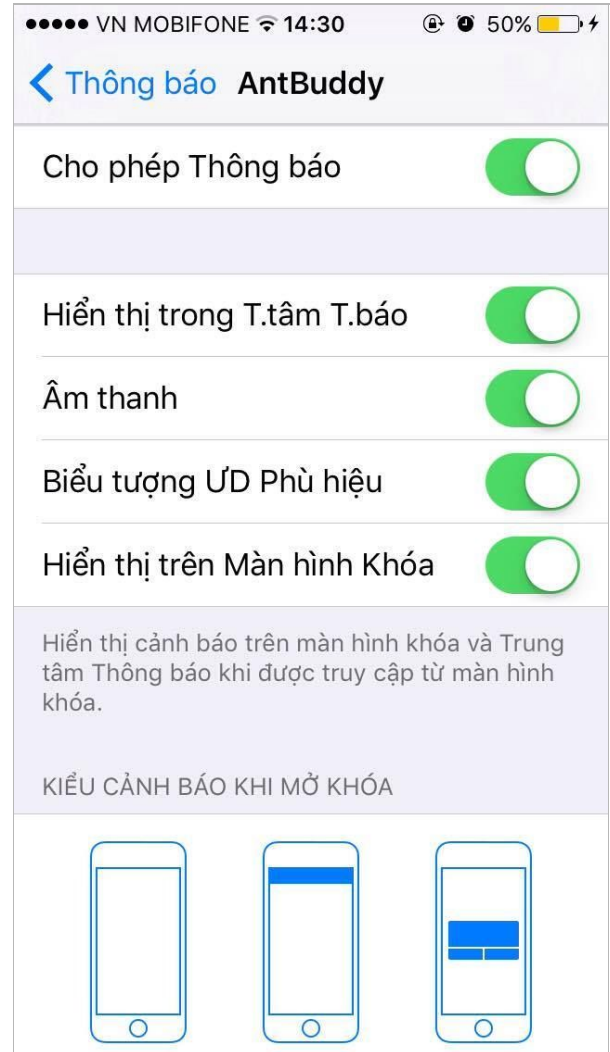 VN MOBIFONE 14:30 50%
Thông báo AntBuddy
Cho phép Thông báo
Hiển thị trong T.tâm T.báo
Âm thanh
Biểu tượng ƯD Phù hiệu
Hiển thị trên Màn hình Khóa
Hiển thị cảnh báo trên màn hình khóa và Trung
tâm Thông báo khi được truy cập từ màn hình
khóa.
KIỂU CẢNH BÁO KHI MỞ KHÓA